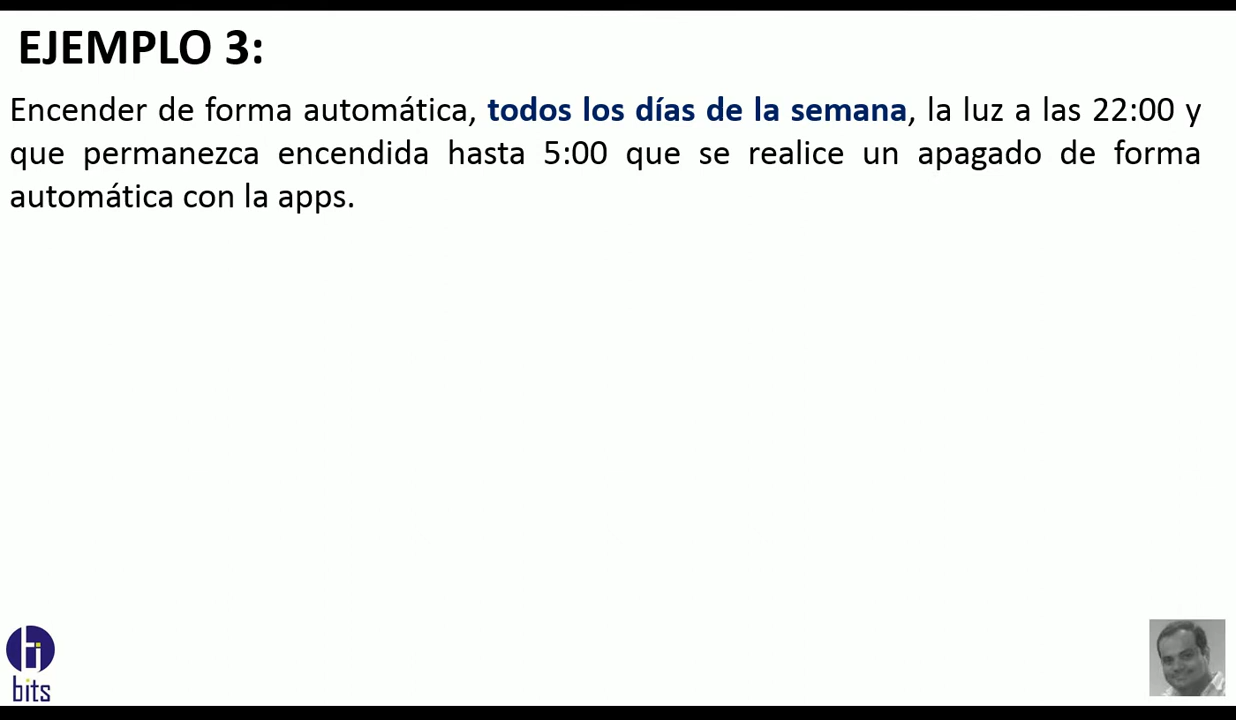 EJEMPLO 3:
Encender de forma automática, todos los días de la semana, la luz a las 22:00 y
que permanezca encendida hasta 5:00 que se realice un apagado de forma
automática con la apps.
bits